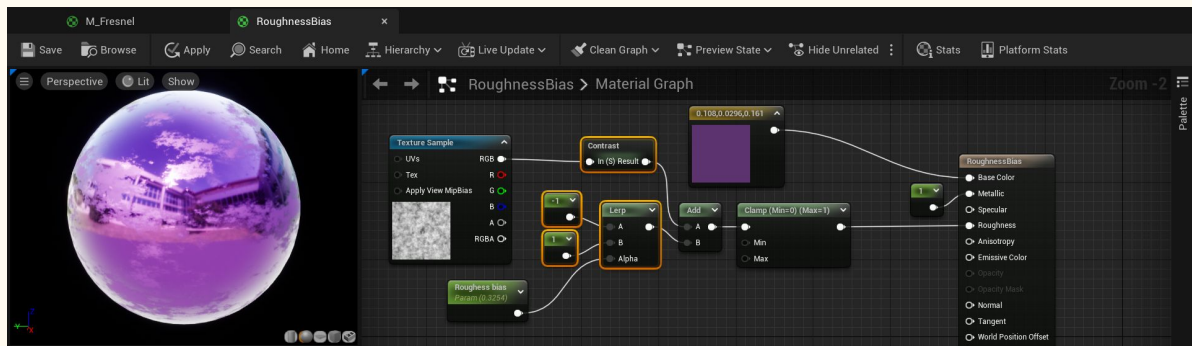 M_Fresnel
RoughnessBias
Save
Browse
Apply
Search
Home
Hierarchy
Live Update
Clean Graph
Preview State
Hide Unrelated
Stats
Platform Stats
Perspective
Lit
Show
RoughnessBias > Material Graph
Zoom -2
Palette
Texture Sample
UVs
RGB
Tex
R
Apply View MipBias
G
B
A
RGBA
Contrast
In (S) Result
0.108,0.0296,0.161
-1
1
Lerp
A
B
Alpha
Add
A
B
Clamp (Min=0) (Max=1)
Min
Max
Roughess bias
Param (0.3254)
1
RoughnessBias
Base Color
Metallic
Specular
Roughness
Anisotropy
Emissive Color
Opacity
Opacity Mask
Normal
Tangent
World Position Offset
Z
Y
X